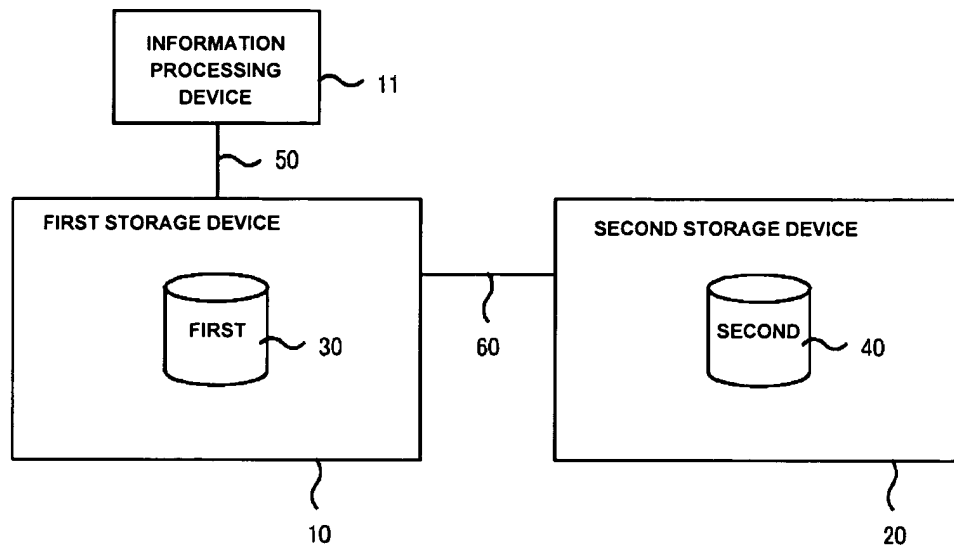 INFORMATION
PROCESSING
DEVICE
11
50
FIRST STORAGE DEVICE
SECOND STORAGE DEVICE
FIRST
30
60
SECOND
40
10
20